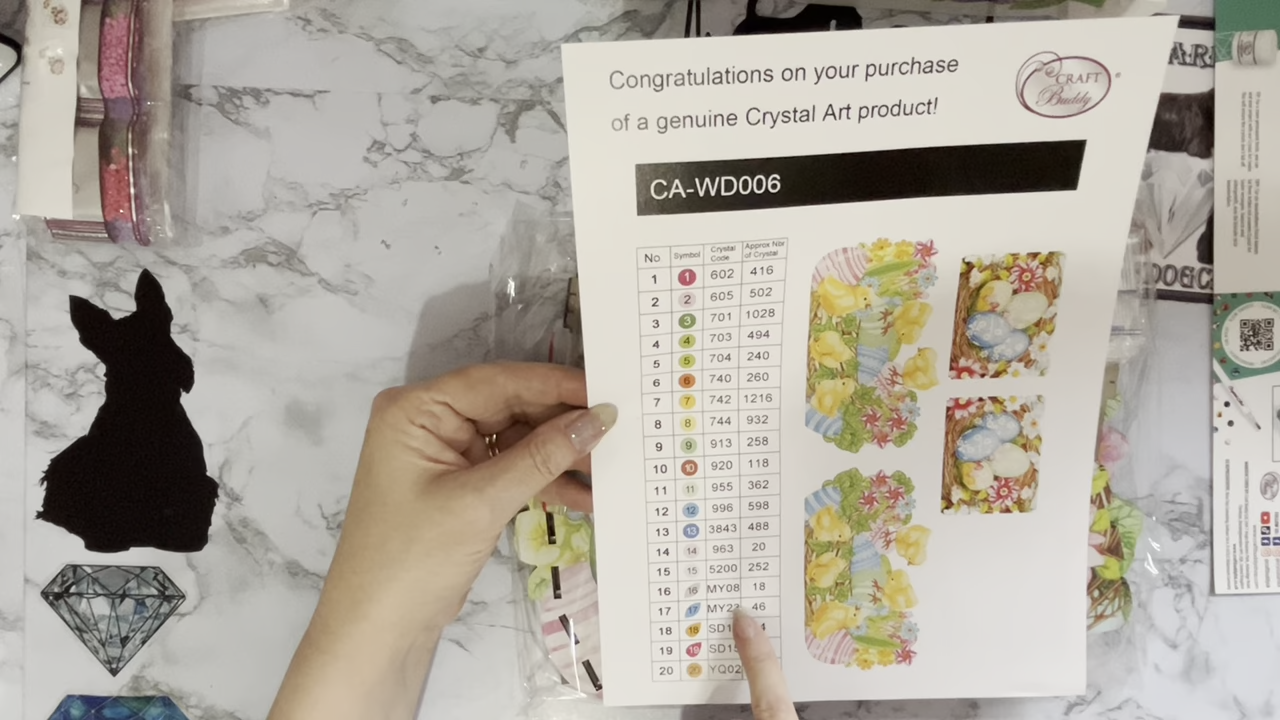 Congratulations on your purchase
of a genuine Crystal Art product!
CRAFT
Buddy
CA-WD006
No. Symbol Crystal Code Approx Nbr of Crystal
1 1 602 416
2 2 605 502
3 3 701 1028
4 4 703 494
5 5 704 240
6 6 740 260
7 7 742 1216
8 8 744 932
9 9 913 258
10 10 920 118
11 11 955 362
12 12 996 598
13 13 3843 488
14 14 963 20
15 15 5200 252
16 16 MY08 18
17 17 MY23 46
18 18
19 19
20 20 YQ02